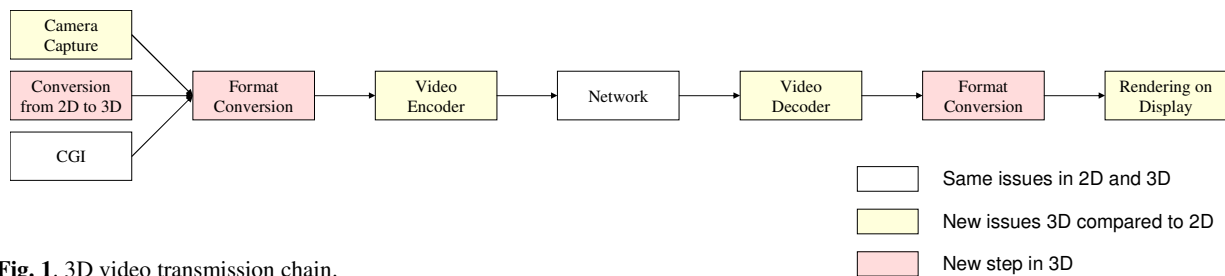 Camera
Capture
Conversion
from 2D to 3D
CGI
Format
Conversion
Video
Encoder
Network
Video
Decoder
Format
Conversion
Rendering on
Display
Same issues in 2D and 3D
New issues 3D compared to 2D
New step in 3D
Fig. 1. 3D video transmission chain.